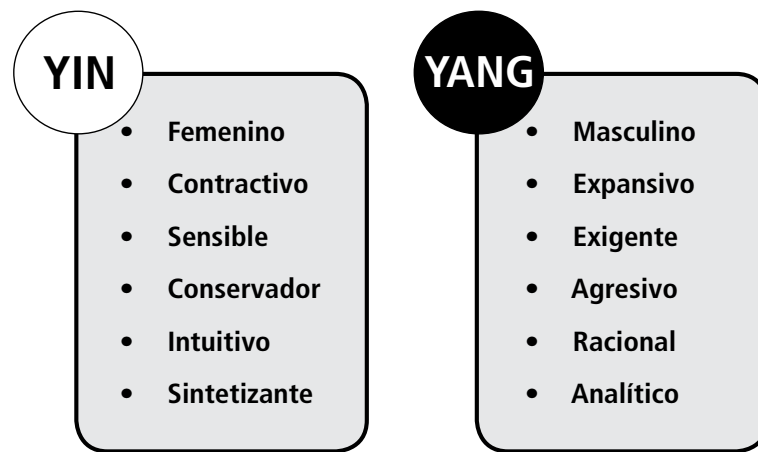 YIN
• Femenino
• Contractivo
• Sensible
• Conservador
• Intuitivo
• Sintetizante
YANG
• Masculino
• Expansivo
• Exigente
• Agresivo
• Racional
• Analítico